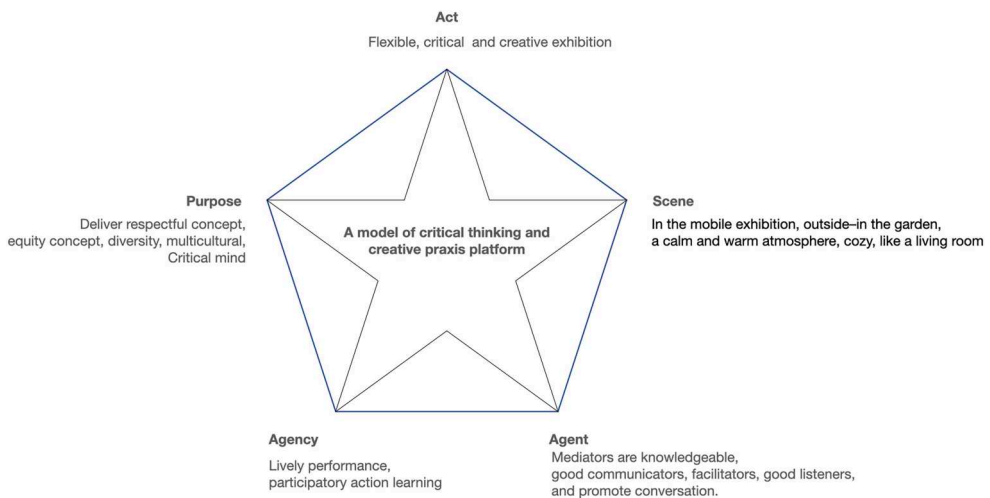 Act
Flexible, critical and creative exhibition
Purpose
Deliver respectful concept,
equity concept, diversity, multicultural,
Critical mind
A model of critical thinking and
creative praxis platform
Scene
In the mobile exhibition, outside–in the garden,
a calm and warm atmosphere, cozy, like a living room
Agency
Lively performance,
participatory action learning
Agent
Mediators are knowledgeable,
good communicators, facilitators, good listeners,
and promote conversation.